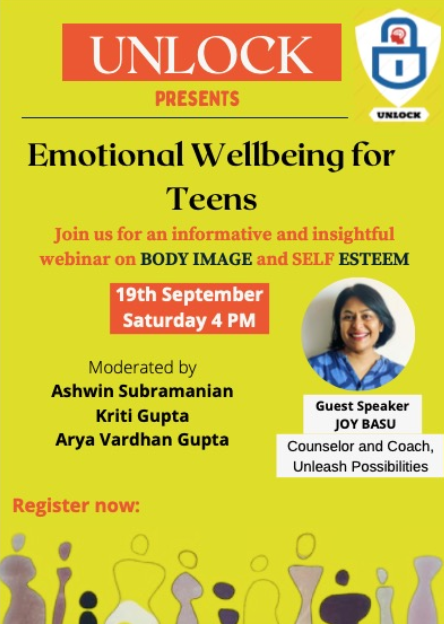 UNLOCK
UNLOCK
PRESENTS
Emotional Wellbeing for
Teens
Join us for an informative and insightful
webinar on BODY IMAGE and SELF ESTEEM
19th September
Saturday 4 PM
Moderated by
Ashwin Subramanian
Kriti Gupta
Arya Vardhan Gupta
Guest Speaker
JOY BASU
Counselor and Coach,
Unleash Possibilities
Register now: